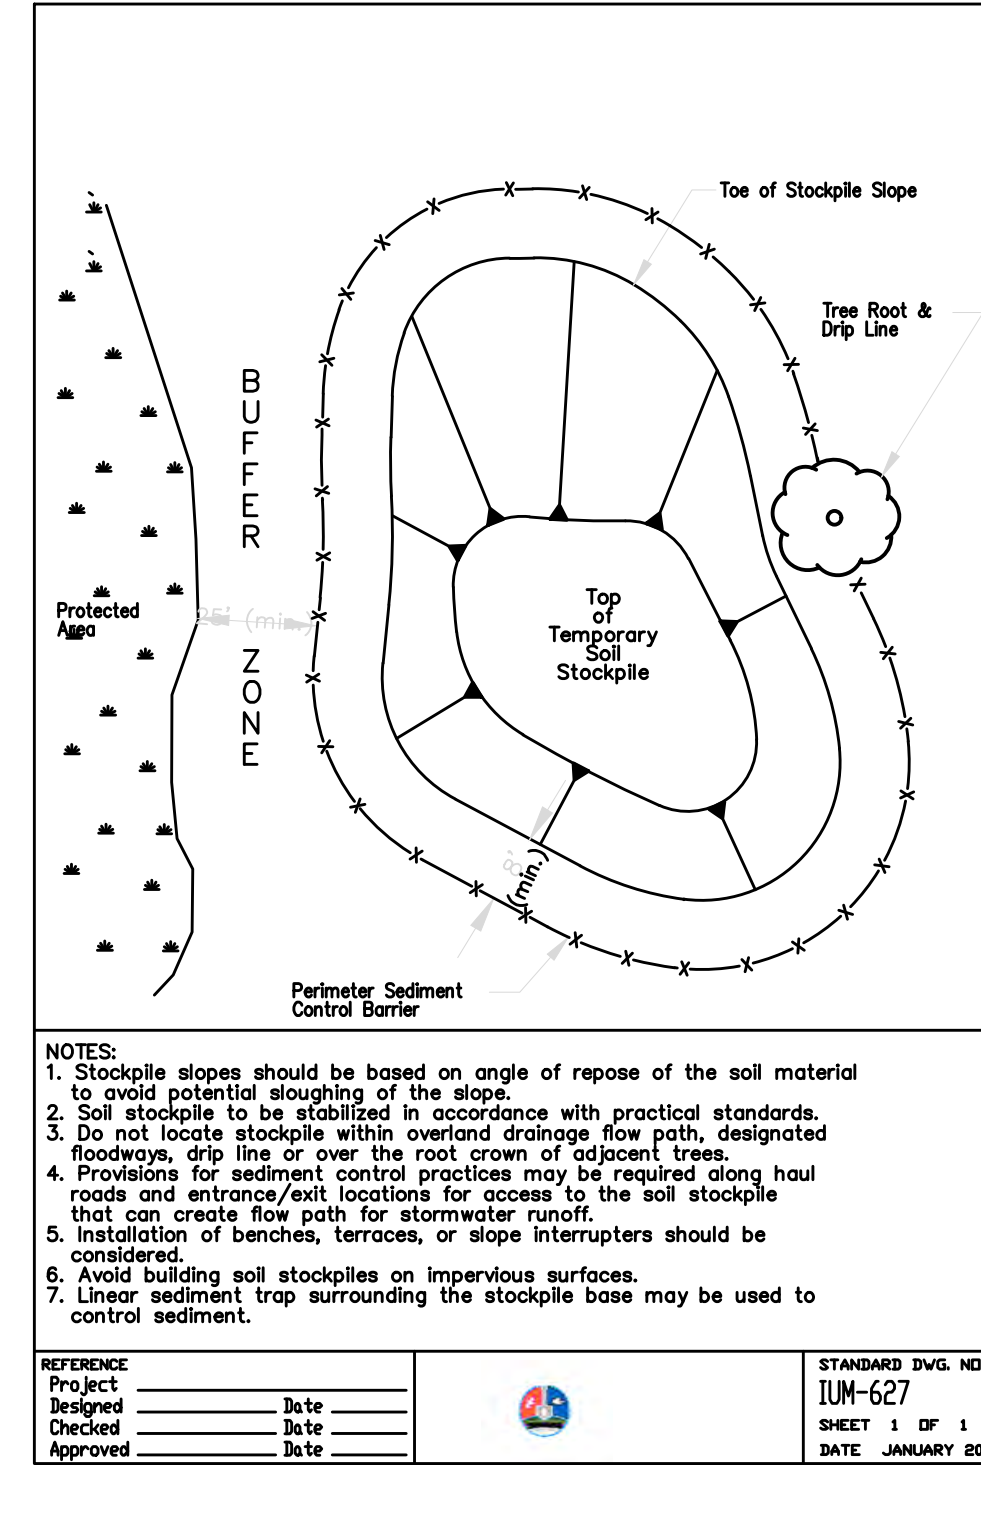 Toe of Stockpile Slope
Tree Root &
Drip Line
BUFFER
ZONE
Protected
Area
25' (min.)
Top
of
Temporary
Soil
Stockpile
8'
(min.)
Perimeter Sediment
Control Barrier
NOTES:
1. Stockpile slopes should be based on angle of repose of the soil material
to avoid potential sloughing of the slope.
2. Soil stockpile to be stabilized in accordance with practical standards.
3. Do not locate stockpile within overland drainage flow path, designated
floodways, drip line or over the root crown of adjacent trees.
4. Provisions for sediment control practices may be required along haul
roads and entrance/exit locations for access to the soil stockpile
that can create flow path for stormwater runoff.
5. Installation of benches, terraces, or slope interrupters should be
considered.
6. Avoid building soil stockpiles on impervious surfaces.
7. Linear sediment trap surrounding the stockpile base may be used to
control sediment.
REFERENCE
Project
Designed Date
Checked Date
Approved Date
STANDARD DWG. NO
IUM-627
SHEET 1 OF 1
DATE JANUARY 20